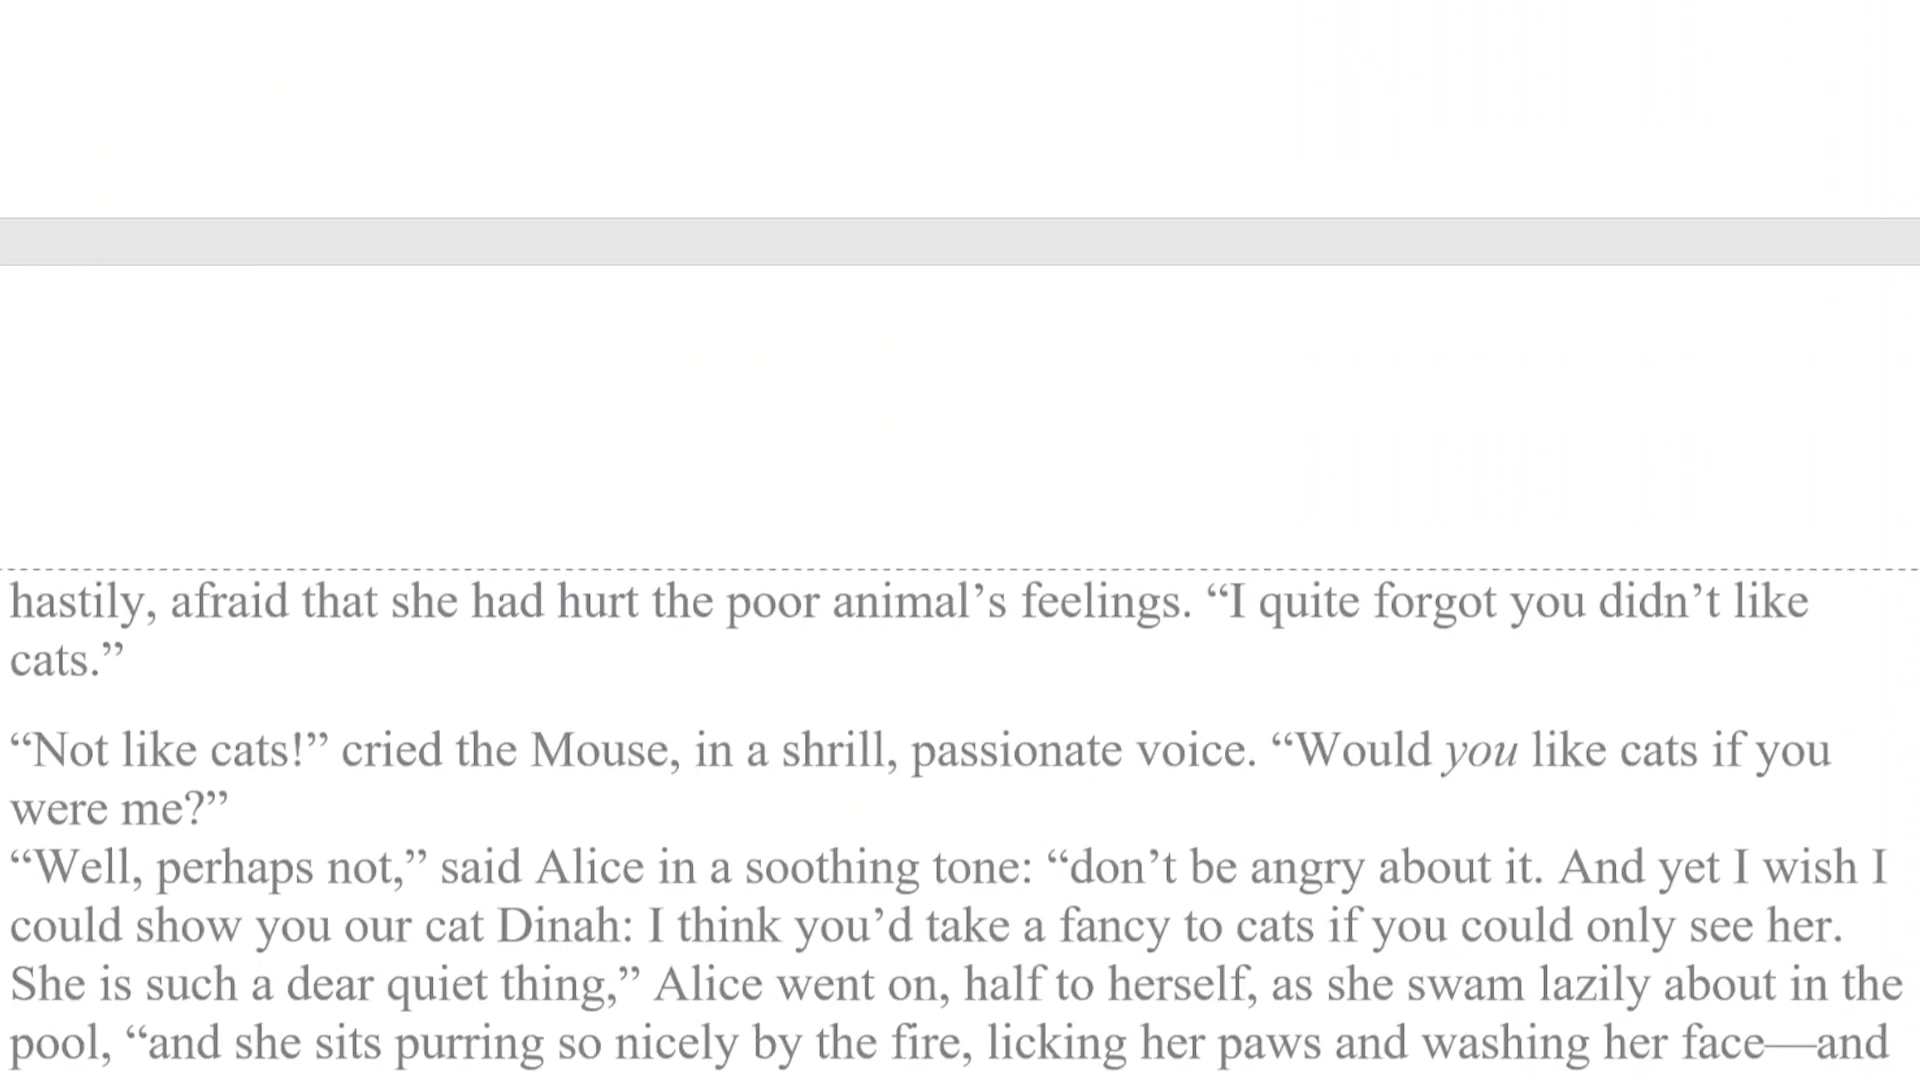 hastily, afraid that she had hurt the poor animal’s feelings. “I quite forgot you didn’t like
cats.”
“Not like cats!” cried the Mouse, in a shrill, passionate voice. “Would you like cats if you
were me?”
“Well, perhaps not,” said Alice in a soothing tone: “don’t be angry about it. And yet I wish I
could show you our cat Dinah: I think you’d take a fancy to cats if you could only see her.
She is such a dear quiet thing,” Alice went on, half to herself, as she swam lazily about in the
pool, “and she sits purring so nicely by the fire, licking her paws and washing her face—and